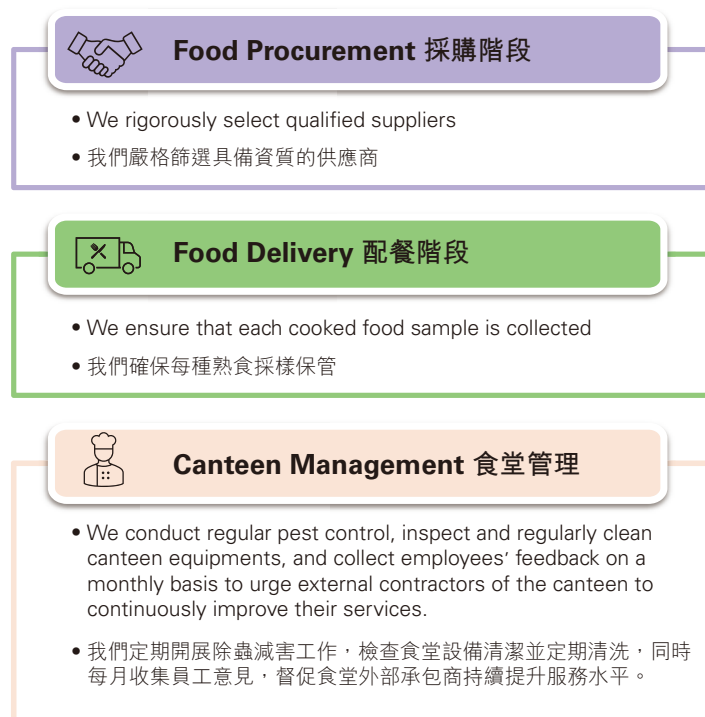 Food Procurement 採購階段
• We rigorously select qualified suppliers
• 我們嚴格篩選具備資質的供應商
Food Delivery 配餐階段
• We ensure that each cooked food sample is collected
• 我們確保每種熟食採樣保管
Canteen Management 食堂管理
• We conduct regular pest control, inspect and regularly clean
canteen equipments, and collect employees’ feedback on a
monthly basis to urge external contractors of the canteen to
continuously improve their services.
• 我們定期開展除蟲減害工作，檢查食堂設備清潔並定期清洗，同時
每月收集員工意見，督促食堂外部承包商持續提升服務水平。